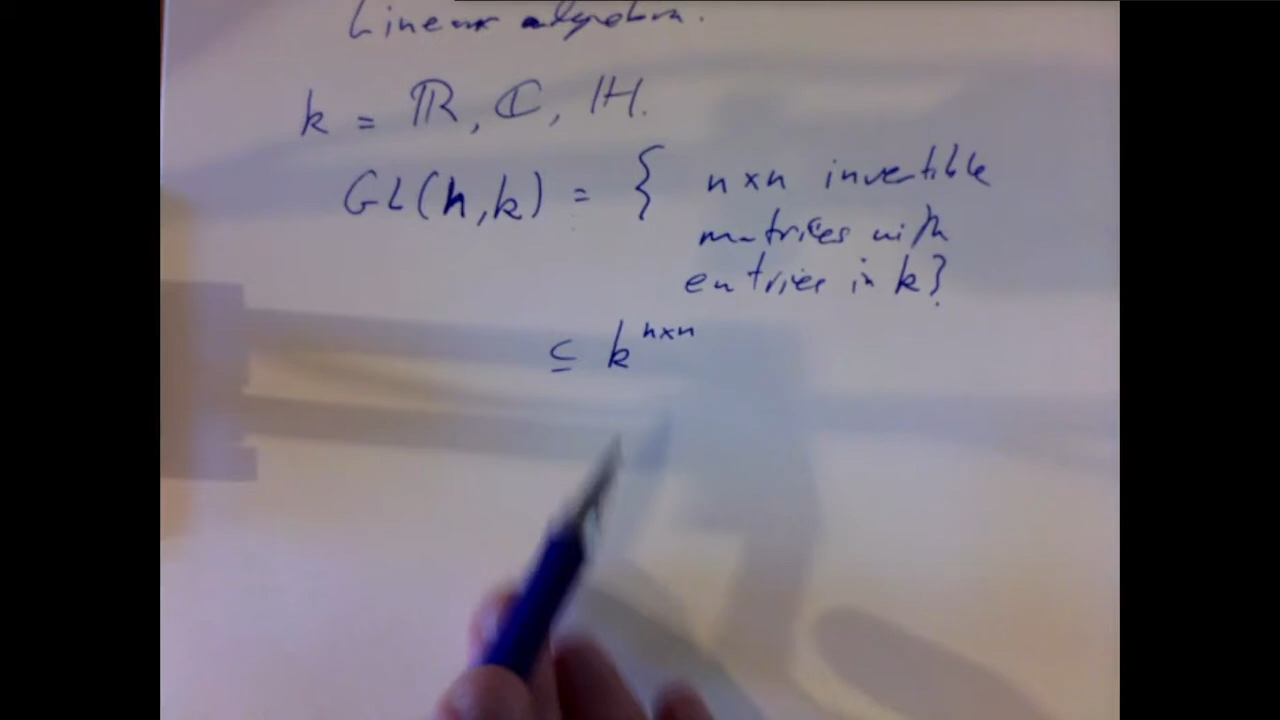 Linear algebra.
k = ℝ, ℂ, ℍ.
GL(n,k) = { n×n invertible
matrices with
entries in k}
⊆ k^{n×n}